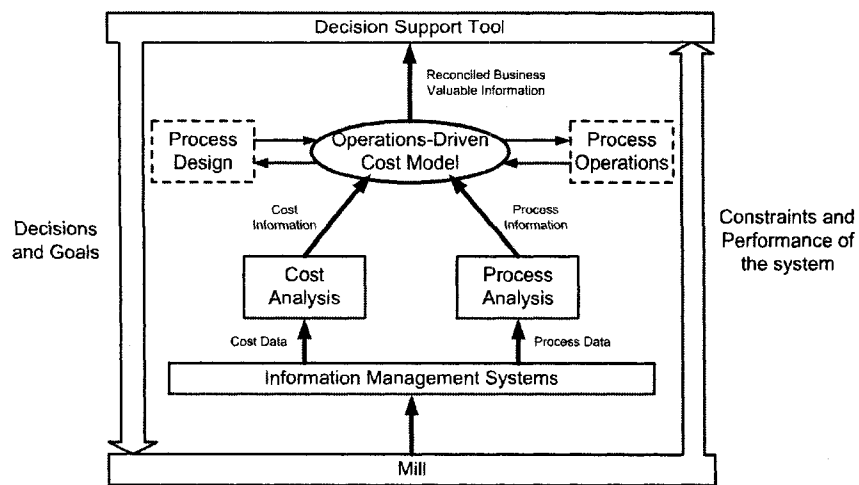 Decision Support Tool
Reconciled Business
Valuable Information
Process
Design
Operations-Driven
Cost Model
Process
Operations
Decisions
and Goals
Cost
Information
Process
Information
Constraints and
Performance of
the system
Cost
Analysis
Process
Analysis
Cost Data
Process Data
Information Management Systems
Mill